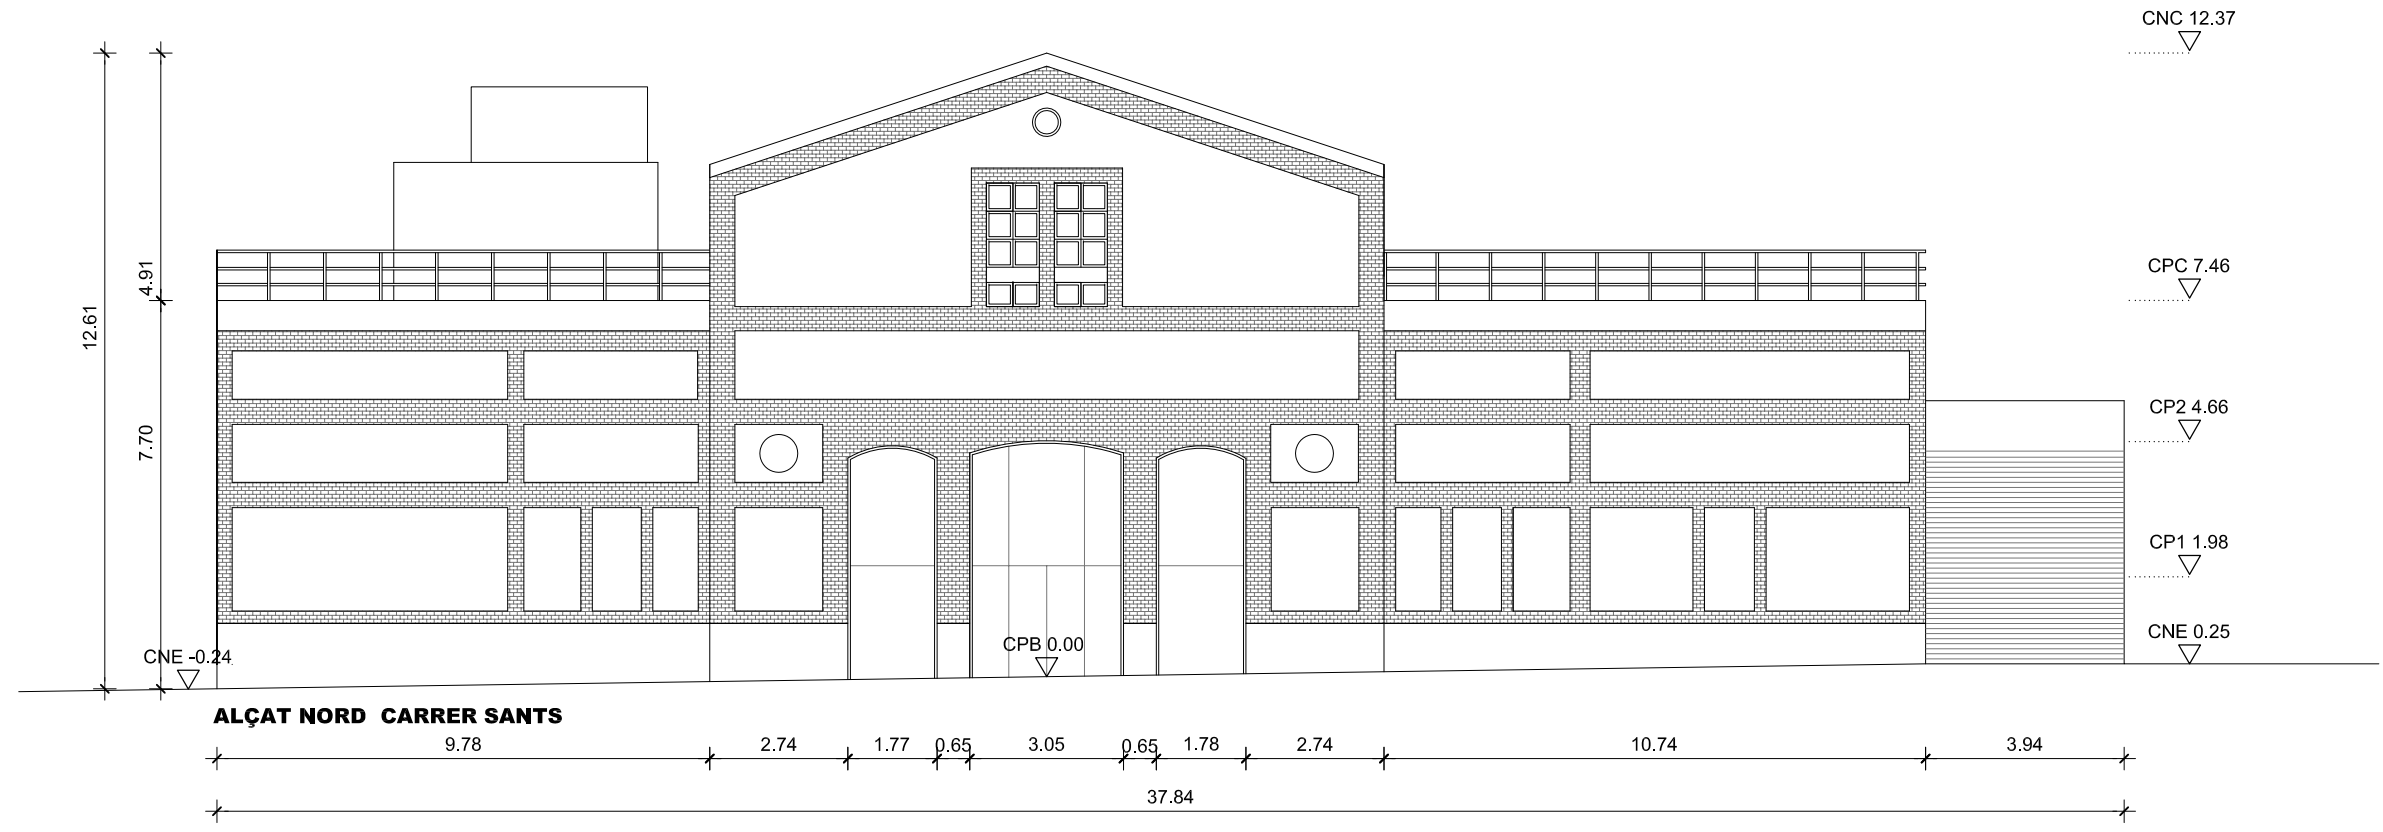 CNC 12.37
4.91
CPC 7.46
12.61
CP2 4.66
7.70
CP1 1.98
CNE 0.25
CPB 0.00
CNE -0.24
ALÇAT NORD CARRER SANTS
9.78 2.74 1.77 0.65 3.05 0.65 1.78 2.74 10.74 3.94
37.84